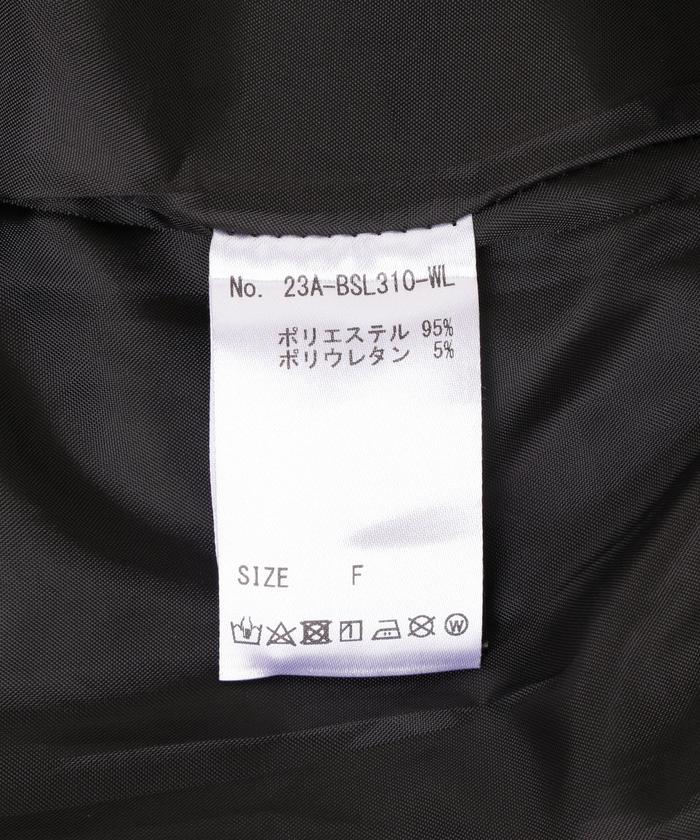 No. 23A-BSL310-WL
ポリエステル 95%
ポリウレタン 5%
SIZE F
W